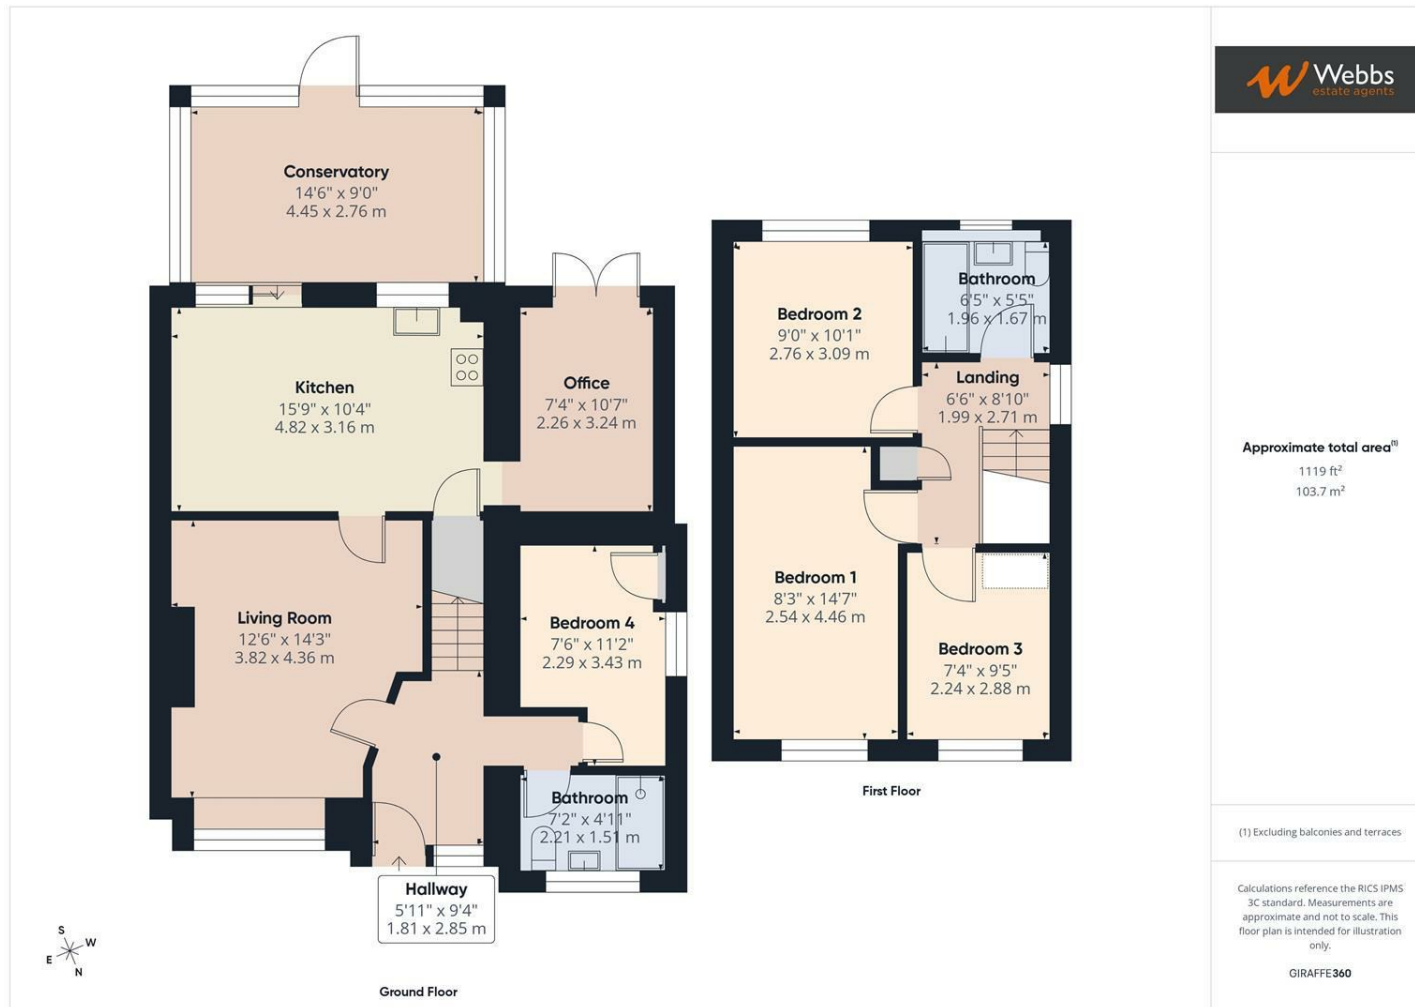 Conservatory
14'6" x 9'0"
4.45 x 2.76 m
Kitchen
15'9" x 10'4"
4.82 x 3.16 m
Office
7'4" x 10'7"
2.26 x 3.24 m
Living Room
12'6" x 14'3"
3.82 x 4.36 m
Bedroom 4
7'6" x 11'2"
2.29 x 3.43 m
Bathroom
7'2" x 4'11"
2.21 x 1.51 m
Hallway
5'11" x 9'4"
1.81 x 2.85 m
Ground Floor
S
W
E
N
Bedroom 2
9'0" x 10'1"
2.76 x 3.09 m
Bathroom
6'5" x 5'5"
1.96 x 1.67 m
Landing
6'6" x 8'10"
1.99 x 2.71 m
Bedroom 1
8'3" x 14'7"
2.54 x 4.46 m
Bedroom 3
7'4" x 9'5"
2.24 x 2.88 m
First Floor
Webbs
estate agents
Approximate total area(1)
1119 ft²
103.7 m²
(1) Excluding balconies and terraces
Calculations reference the RICS IPMS
3C standard. Measurements are
approximate and not to scale. This
floor plan is intended for illustration
only.
GIRAFFE360